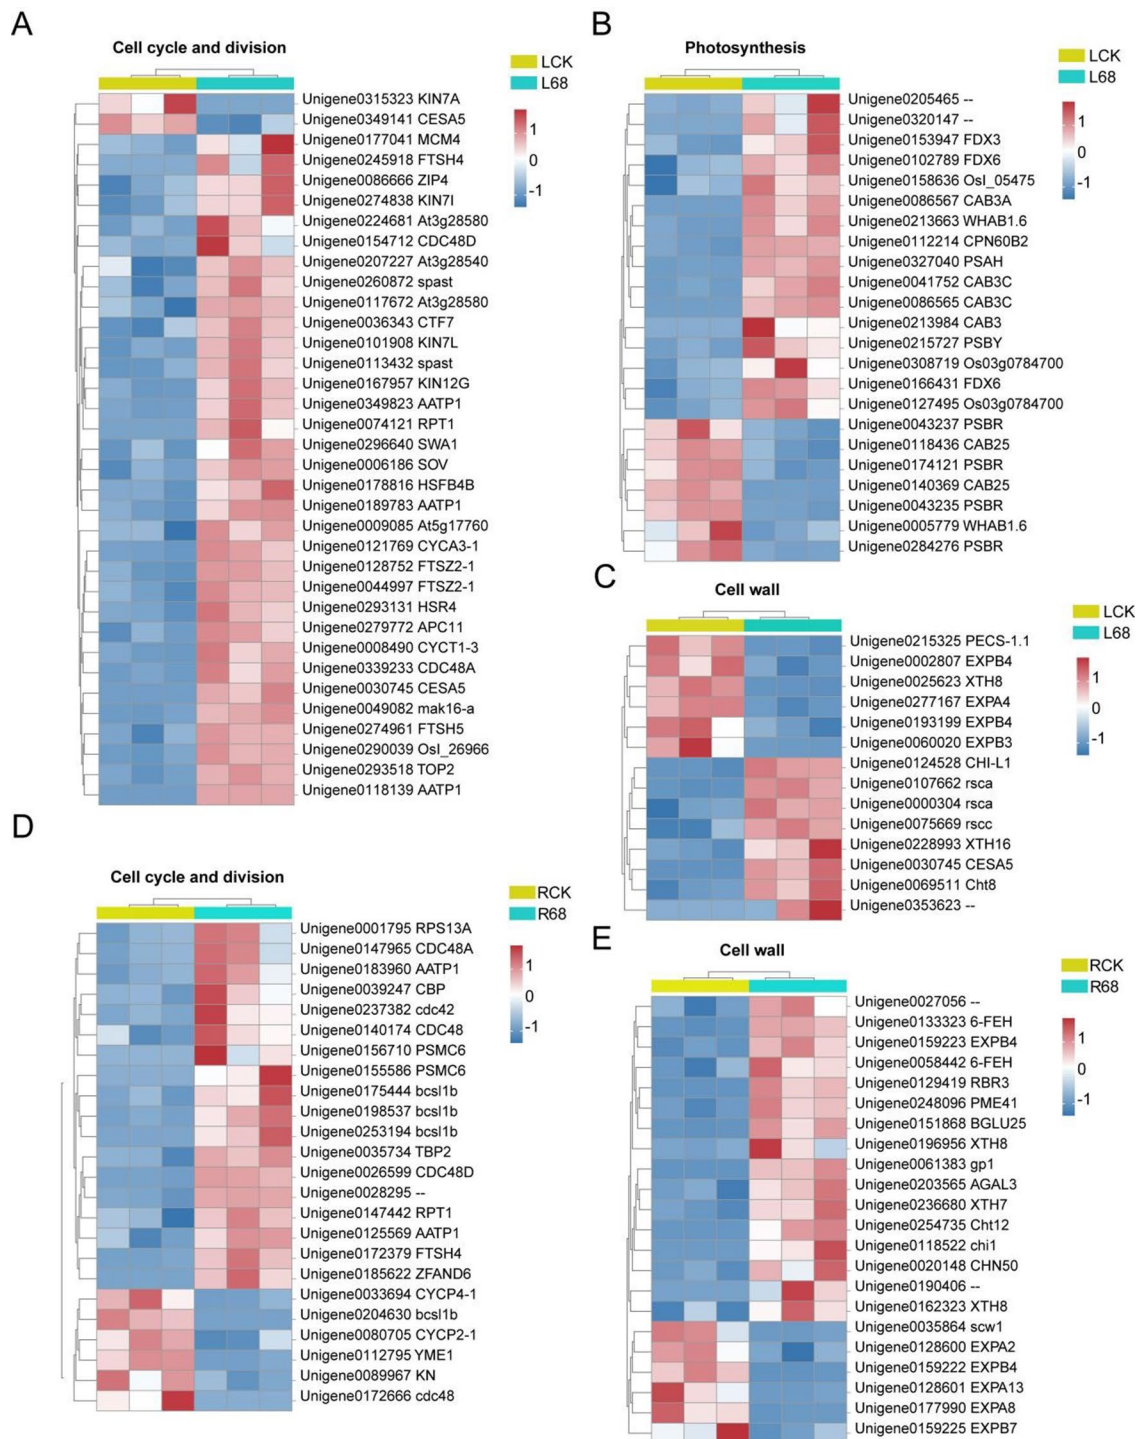 A
Cell cycle and division
LCK
L68
1
0
-1
Unigene0315323 KIN7A
Unigene0349141 CESA5
Unigene0177041 MCM4
Unigene0245918 FTSH4
Unigene0086666 ZIP4
Unigene0274838 KIN7I
Unigene0224681 At3g28580
Unigene0154712 CDC48D
Unigene0207227 At3g28540
Unigene0260872 spast
Unigene0117672 At3g28580
Unigene0036343 CTF7
Unigene0101908 KIN7L
Unigene0113432 spast
Unigene0167957 KIN12G
Unigene0349823 AATP1
Unigene0074121 RPT1
Unigene0296640 SWA1
Unigene0006186 SOV
Unigene0178816 HSFB4B
Unigene0189783 AATP1
Unigene0009085 At5g17760
Unigene0121769 CYCA3-1
Unigene0128752 FTSZ2-1
Unigene0044997 FTSZ2-1
Unigene0293131 HSR4
Unigene0279772 APC11
Unigene0008490 CYCT1-3
Unigene0339233 CDC48A
Unigene0030745 CESA5
Unigene0049082 mak16-a
Unigene0274961 FTSH5
Unigene0290039 OsI_26966
Unigene0293518 TOP2
Unigene0118139 AATP1
B
Photosynthesis
LCK
L68
1
0
-1
Unigene0205465 --
Unigene0320147 --
Unigene0153947 FDX3
Unigene0102789 FDX6
Unigene0158636 OsI_05475
Unigene0086567 CAB3A
Unigene0213663 WHAB1.6
Unigene0112214 CPN60B2
Unigene0327040 PSAH
Unigene0041752 CAB3C
Unigene0086565 CAB3C
Unigene0213984 CAB3
Unigene0215727 PSBY
Unigene0308719 Os03g0784700
Unigene0166431 FDX6
Unigene0127495 Os03g0784700
Unigene0043237 PSBR
Unigene0118436 CAB25
Unigene0174121 PSBR
Unigene0140369 CAB25
Unigene0043235 PSBR
Unigene0005779 WHAB1.6
Unigene0284276 PSBR
C
Cell wall
LCK
L68
1
0
-1
Unigene0215325 PECS-1.1
Unigene0002807 EXPB4
Unigene0025623 XTH8
Unigene0277167 EXPA4
Unigene0193199 EXPB4
Unigene0060020 EXPB3
Unigene0124528 CHI-L1
Unigene0107662 rsca
Unigene0000304 rsca
Unigene0075669 rscc
Unigene0228993 XTH16
Unigene0030745 CESA5
Unigene0069511 Cht8
Unigene0353623 --
D
Cell cycle and division
RCK
R68
1
0
-1
Unigene0001795 RPS13A
Unigene0147965 CDC48A
Unigene0183960 AATP1
Unigene0039247 CBP
Unigene0237382 cdc42
Unigene0140174 CDC48
Unigene0156710 PSMC6
Unigene0155586 PSMC6
Unigene0175444 bcsl1b
Unigene0198537 bcsl1b
Unigene0253194 bcsl1b
Unigene0035734 TBP2
Unigene0026599 CDC48D
Unigene0028295 --
Unigene0147442 RPT1
Unigene0125569 AATP1
Unigene0172379 FTSH4
Unigene0185622 ZFAND6
Unigene0033694 CYCP4-1
Unigene0204630 bcsl1b
Unigene0080705 CYCP2-1
Unigene0112795 YME1
Unigene0089967 KN
Unigene0172666 cdc48
E
Cell wall
RCK
R68
1
0
-1
Unigene0027056 --
Unigene0133323 6-FEH
Unigene0159223 EXPB4
Unigene0058442 6-FEH
Unigene0129419 RBR3
Unigene0248096 PME41
Unigene0151868 BGLU25
Unigene0196956 XTH8
Unigene0061383 gp1
Unigene0203565 AGAL3
Unigene0236680 XTH7
Unigene0254735 Cht12
Unigene0118522 chi1
Unigene0020148 CHN50
Unigene0190406 --
Unigene0162323 XTH8
Unigene0035864 scw1
Unigene0128600 EXPA2
Unigene0159222 EXPB4
Unigene0128601 EXPA13
Unigene0177990 EXPA8
Unigene0159225 EXPB7